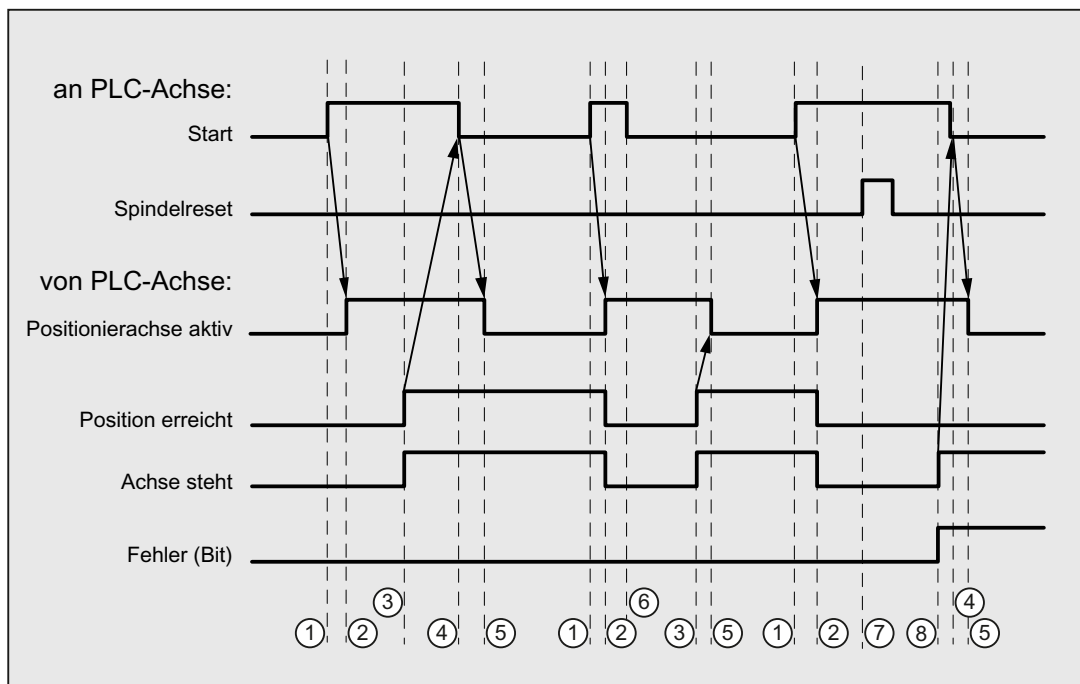 an PLC-Achse:
Start
Spindelreset
von PLC-Achse:
Positionierachse aktiv
Position erreicht
Achse steht
Fehler (Bit)
③ ⑥ ④
① ② ④ ⑤ ① ② ③ ⑤ ① ② ⑦ ⑧ ⑤